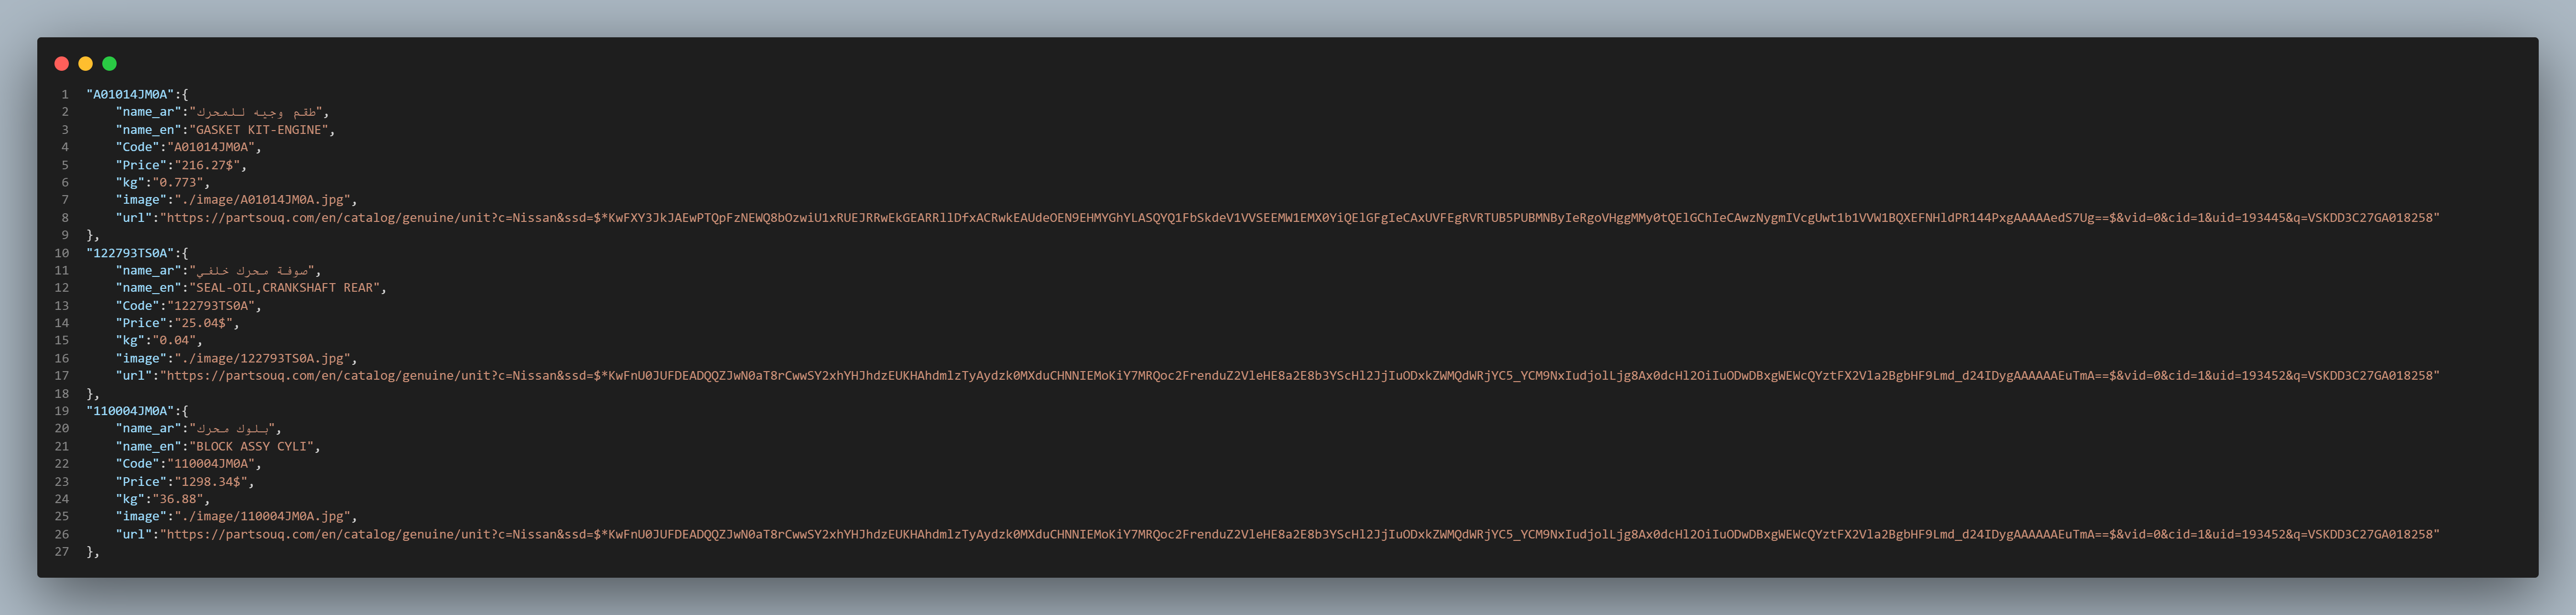 1 "A01014JM0A":{
2 "name_ar":"طقم وجيه للمحرك",
3 "name_en":"GASKET KIT-ENGINE",
4 "Code":"A01014JM0A",
5 "Price":"216.27$",
6 "kg":"0.773",
7 "image":"./image/A01014JM0A.jpg",
8 "url":"https://partsouq.com/en/catalog/genuine/unit?c=Nissan&ssd=$*KwFXY3JkJAEwPTQpFzNEWQ8bOzwiU1xRUEJRRwEkGEARRllDfxACRwkEAUdeOEN9EHMYGhYLASQYQ1FbSkdeV1VVSEEMW1EMX0YiQElGFgIeCAxUVFEgRVRTUB5PUBMNByIeRgoVHggMMy0tQElGChIeCAwzNygmIVcgUwt1b1VVW1BQXEFNHldPR144PxgAAAAAedS7Ug==$&vid=0&cid=1&uid=193445&q=VSKDD3C27GA018258"
9 },
10 "122793TS0A":{
11 "name_ar":"صوفة محرك خلفي",
12 "name_en":"SEAL-OIL,CRANKSHAFT REAR",
13 "Code":"122793TS0A",
14 "Price":"25.04$",
15 "kg":"0.04",
16 "image":"./image/122793TS0A.jpg",
17 "url":"https://partsouq.com/en/catalog/genuine/unit?c=Nissan&ssd=$*KwFnU0JUFDEADQQZJwN0aT8rCwwSY2xhYHJhdzEUKHAhdmlzTyAydzk0MXduCHNNIEMoKiY7MRQoc2FrenduZ2VleHE8a2E8b3YScHl2JjIuODxkZWMQdWRjYC5_YCM9NxIudjolLjg8Ax0dcHl2OiIuODwDBxgWEWcQYztFX2Vla2BgbHF9Lmd_d24IDygAAAAAAEuTmA==$&vid=0&cid=1&uid=193452&q=VSKDD3C27GA018258"
18 },
19 "110004JM0A":{
20 "name_ar":"بلوك محرك",
21 "name_en":"BLOCK ASSY CYLI",
22 "Code":"110004JM0A",
23 "Price":"1298.34$",
24 "kg":"36.88",
25 "image":"./image/110004JM0A.jpg",
26 "url":"https://partsouq.com/en/catalog/genuine/unit?c=Nissan&ssd=$*KwFnU0JUFDEADQQZJwN0aT8rCwwSY2xhYHJhdzEUKHAhdmlzTyAydzk0MXduCHNNIEMoKiY7MRQoc2FrenduZ2VleHE8a2E8b3YScHl2JjIuODxkZWMQdWRjYC5_YCM9NxIudjolLjg8Ax0dcHl2OiIuODwDBxgWEWcQYztFX2Vla2BgbHF9Lmd_d24IDygAAAAAAEuTmA==$&vid=0&cid=1&uid=193452&q=VSKDD3C27GA018258"
27 },